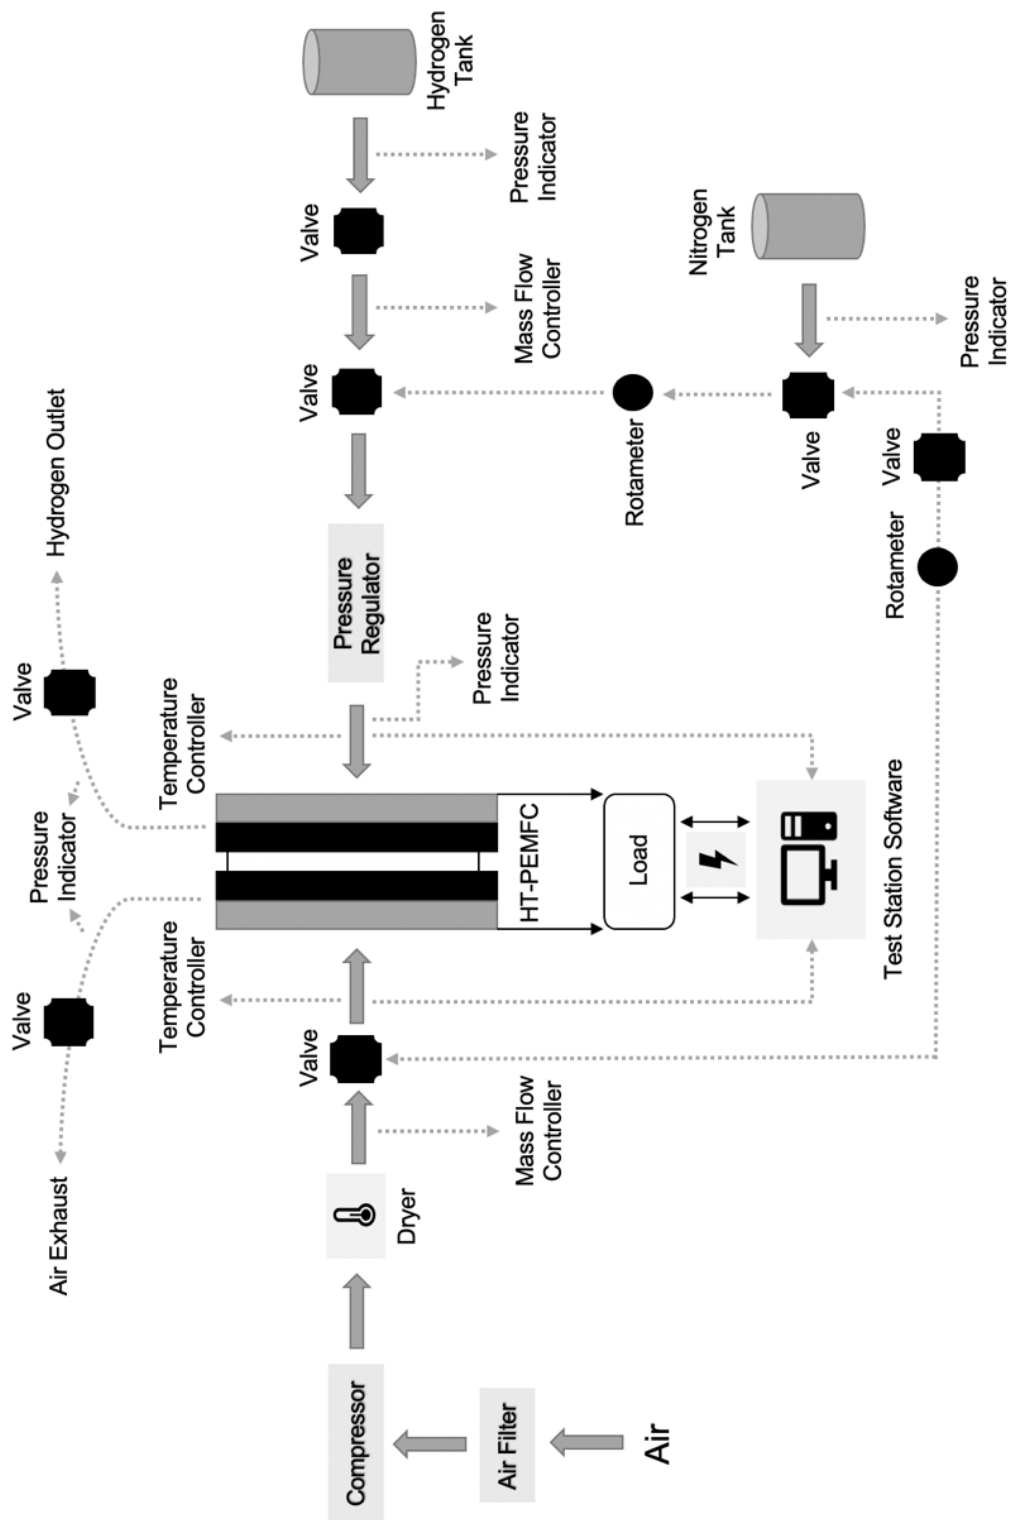 Valve
Valve
Pressure
Indicator
Air Exhaust
Hydrogen Outlet
Temperature
Controller
Temperature
Controller
Valve
Valve
Valve
Compressor
Pressure
Regulator
Dryer
Hydrogen
Tank
Pressure
Indicator
Air Filter
Mass Flow
Controller
HT-PEMFC
Mass Flow
Controller
Pressure
Indicator
Load
Rotameter
Air
Nitrogen
Tank
Valve
Test Station Software
Rotameter
Valve
Pressure
Indicator